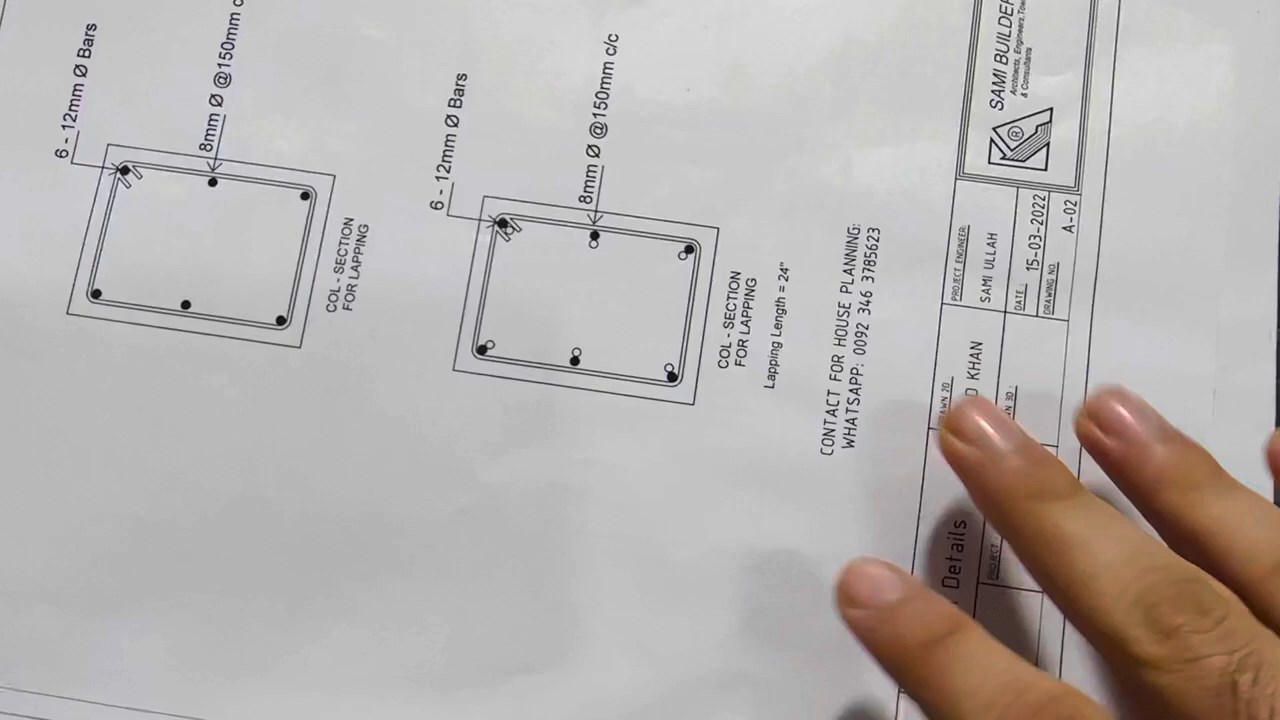 6 - 12mm Ø Bars
8mm Ø @150mm c
COL - SECTION
FOR LAPPING
6 - 12mm Ø Bars
8mm Ø @150mm c/c
COL - SECTION
FOR LAPPING
Lapping Length = 24"
CONTACT FOR HOUSE PLANNING:
WHATSAPP: 0092 346 3785623
SAMI BUILDER
Architects, Engineers,
& Consultants
®
PROJECT ENGINEER:
SAMI ULLAH
DATE :
15-03-2022
DRAWING NO.
A-02
KHAN
Details
PROJECT: